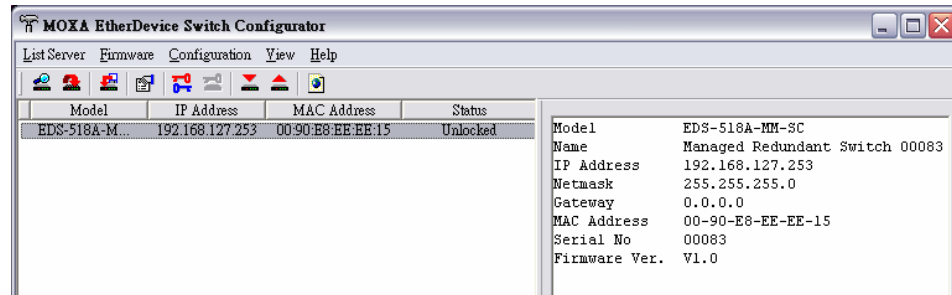 MOXA EtherDevice Switch Configurator
List Server Firmware Configuration View Help
Model IP Address MAC Address Status
EDS-518A-M... 192.168.127.253 00:90:E8:EE:EE:15 Unlocked
Model EDS-518A-MM-SC
Name Managed Redundant Switch 00083
IP Address 192.168.127.253
Netmask 255.255.255.0
Gateway 0.0.0.0
MAC Address 00-90-E8-EE-EE-15
Serial No 00083
Firmware Ver. V1.0